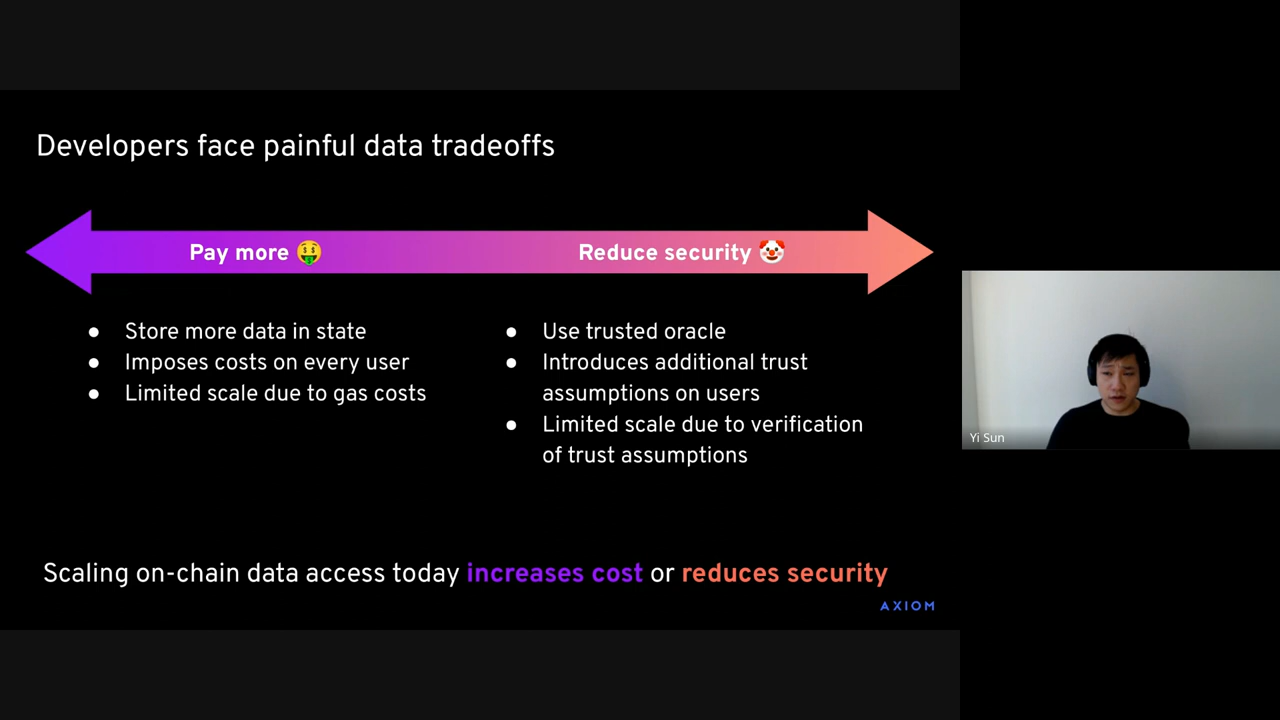 Developers face painful data tradeoffs
Pay more 🤑
Reduce security 🤡
● Store more data in state
● Imposes costs on every user
● Limited scale due to gas costs
● Use trusted oracle
● Introduces additional trust
assumptions on users
● Limited scale due to verification
of trust assumptions
Scaling on-chain data access today increases cost or reduces security
AXIOM
Yi Sun